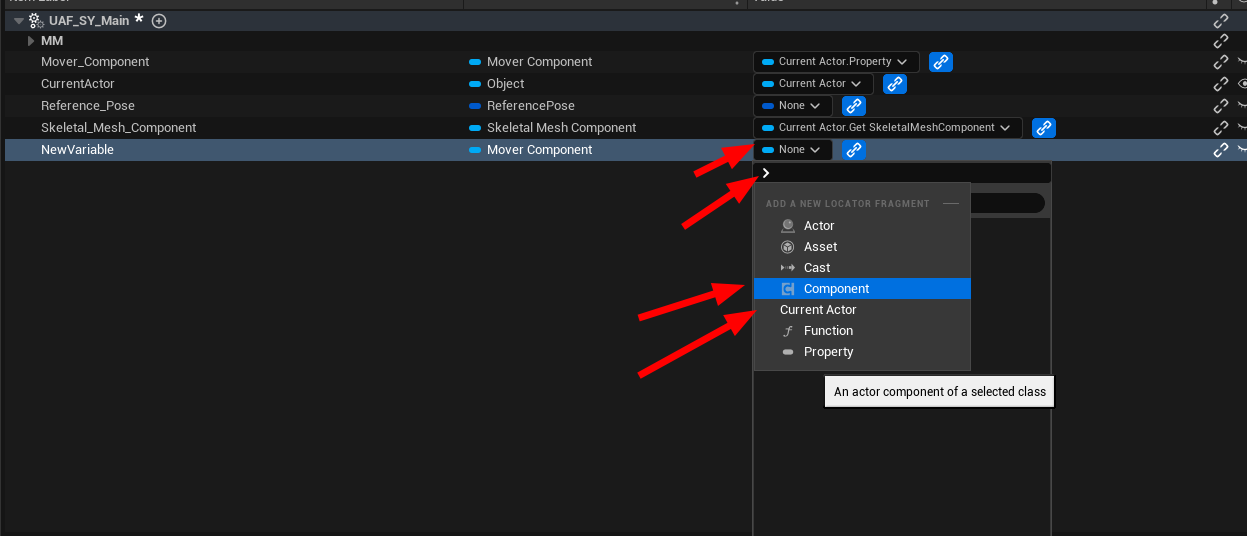 UAF_SY_Main *
MM
Mover_Component Mover Component Current Actor.Property
CurrentActor Object Current Actor
Reference_Pose ReferencePose None
Skeletal_Mesh_Component Skeletal Mesh Component Current Actor.Get SkeletalMeshComponent
NewVariable Mover Component None
ADD A NEW LOCATOR FRAGMENT
Actor
Asset
Cast
Component
Current Actor
Function
Property
An actor component of a selected class